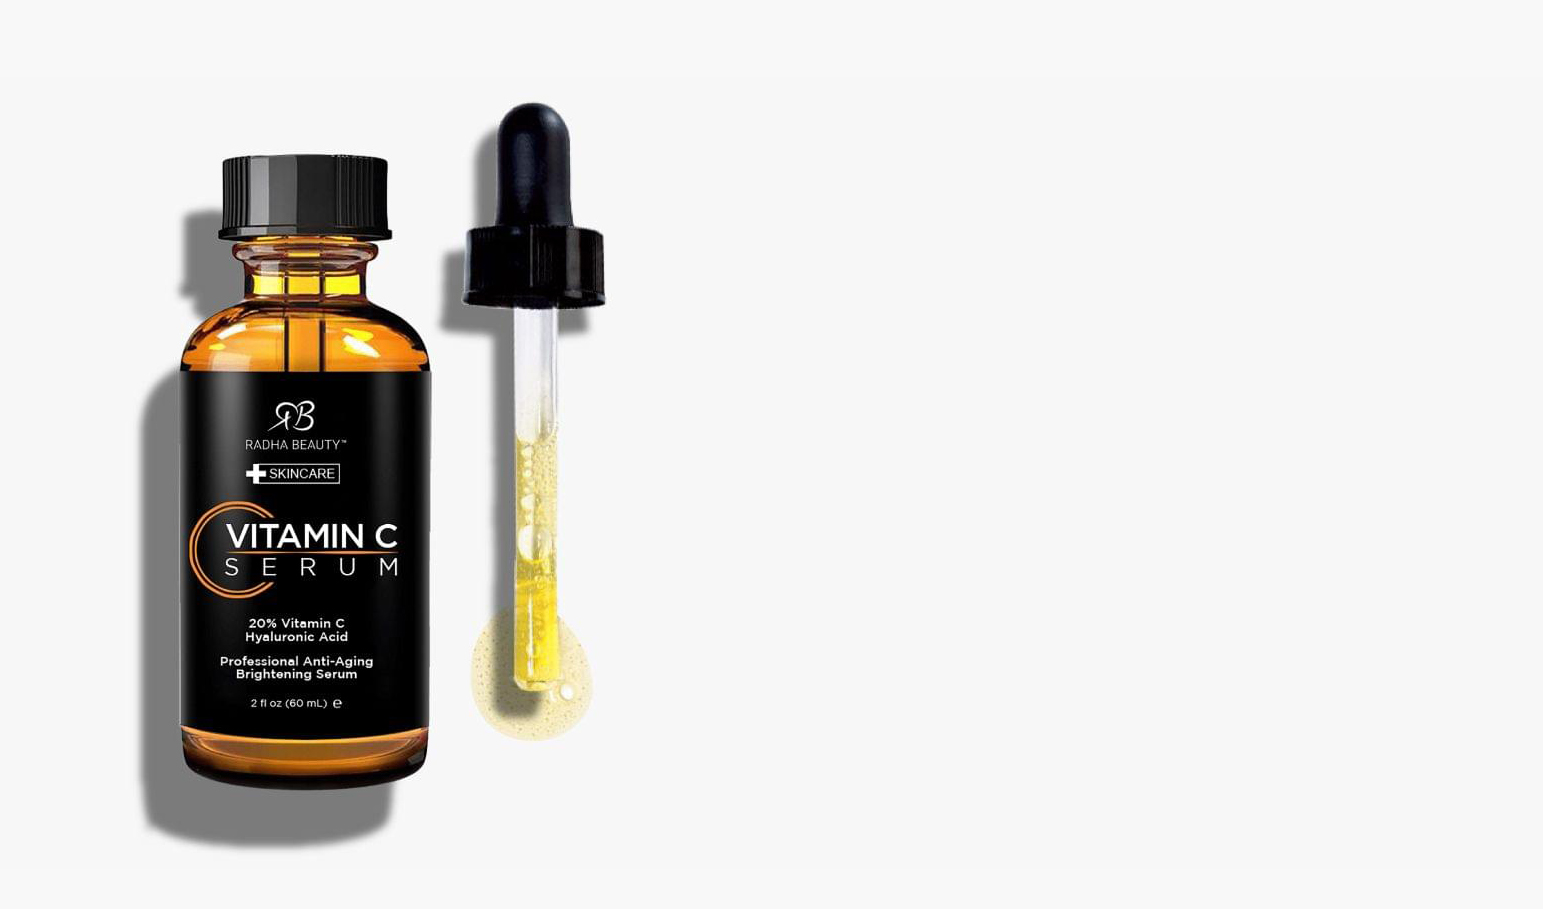 RB
RADHA BEAUTY™
SKINCARE
VITAMIN C
SERUM
20% Vitamin C
Hyaluronic Acid
Professional Anti-Aging
Brightening Serum
2 fl oz (60 mL) ℮